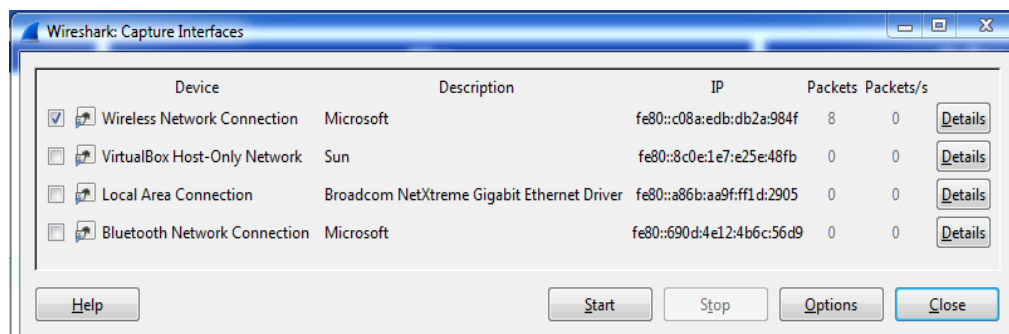 Wireshark: Capture Interfaces
Device Description IP Packets Packets/s
Wireless Network Connection Microsoft fe80::c08a:edb:db2a:984f 8 0 Details
VirtualBox Host-Only Network Sun fe80::8c0e:1e7:e25e:48fb 0 0 Details
Local Area Connection Broadcom NetXtreme Gigabit Ethernet Driver fe80::a86b:aa9f:ff1d:2905 0 0 Details
Bluetooth Network Connection Microsoft fe80::690d:4e12:4b6c:56d9 0 0 Details
Help Start Stop Options Close